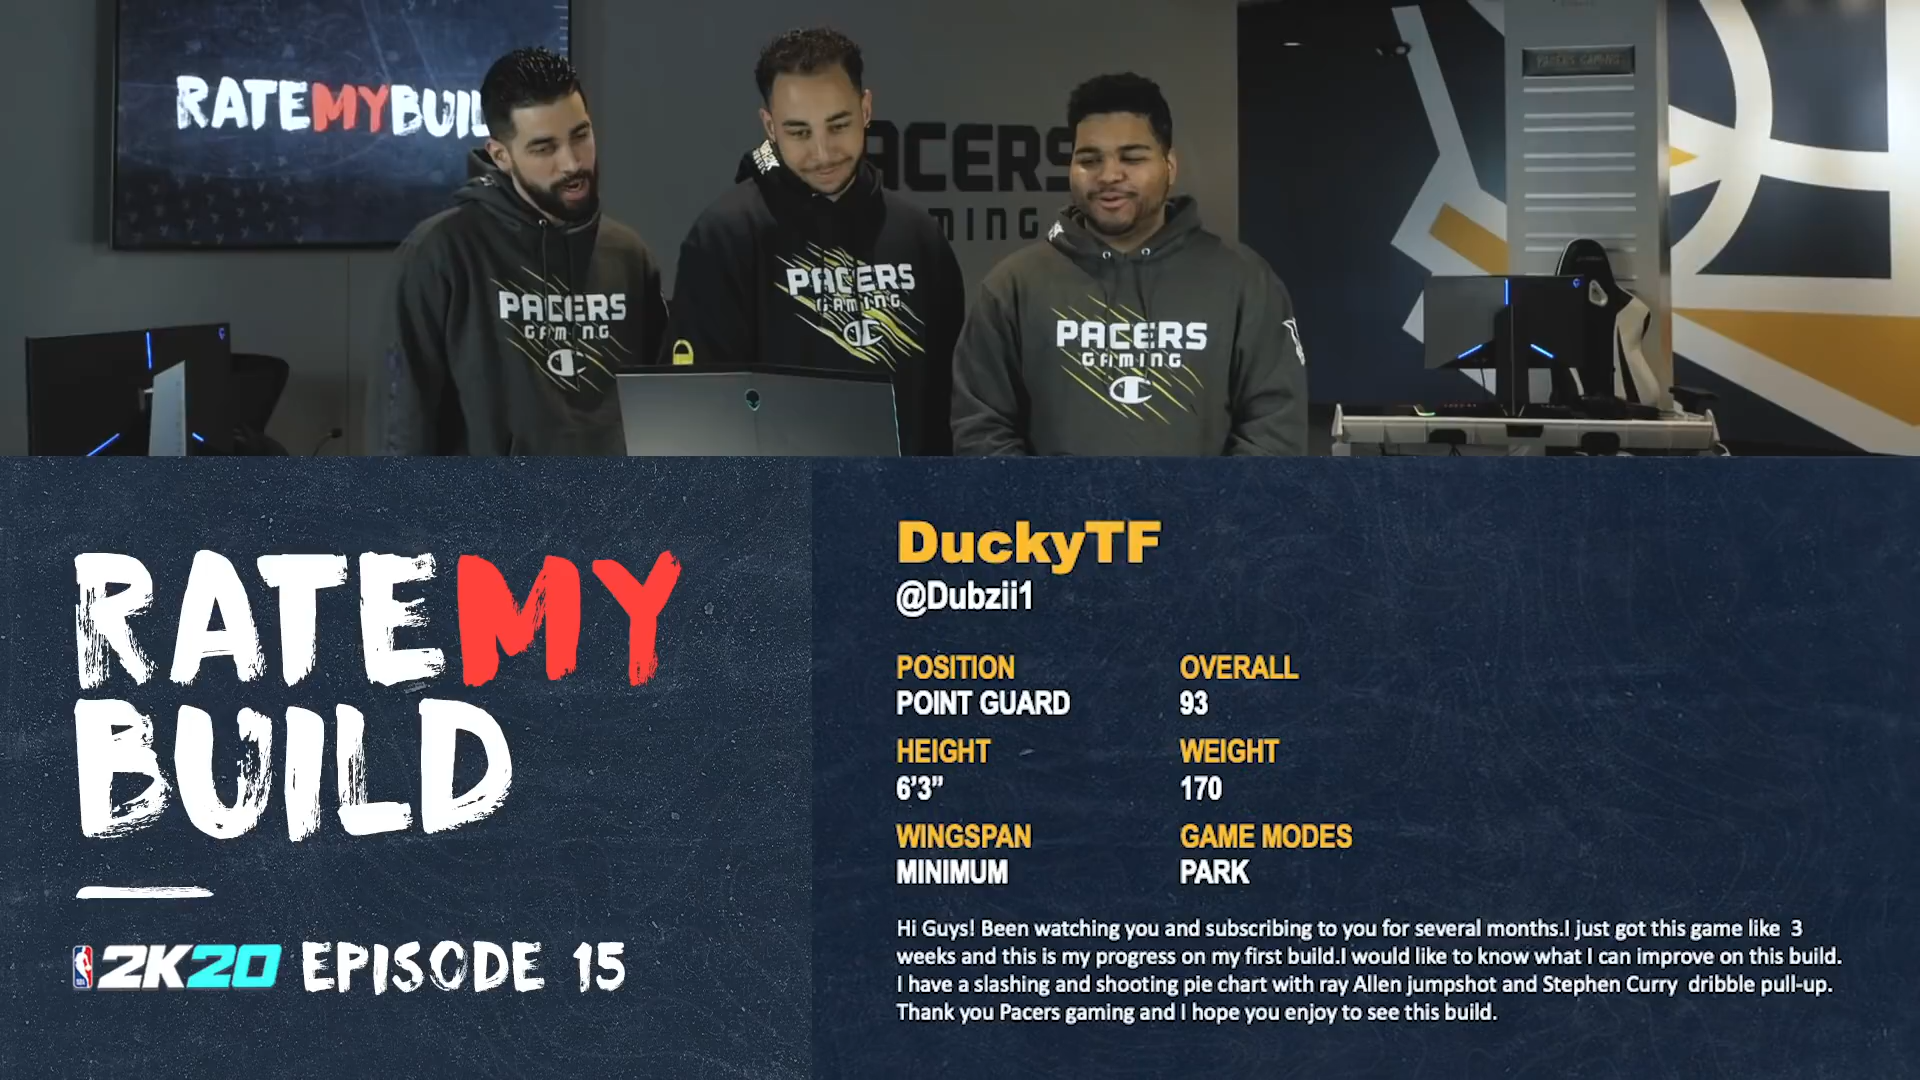 RATEMYBUIL
PACERS GAMING
ACERS
MING
PACERS
GAMING
PACERS
GAMING
PACERS
GAMING
RATEMY
BUILD
2K20 EPISODE 15
DuckyTF
@Dubzii1
POSITION
POINT GUARD
OVERALL
93
HEIGHT
6’3”
WEIGHT
170
WINGSPAN
MINIMUM
GAME MODES
PARK
Hi Guys! Been watching you and subscribing to you for several months.I just got this game like  3
weeks and this is my progress on my first build.I would like to know what I can improve on this build.
I have a slashing and shooting pie chart with ray Allen jumpshot and Stephen Curry  dribble pull-up.
Thank you Pacers gaming and I hope you enjoy to see this build.